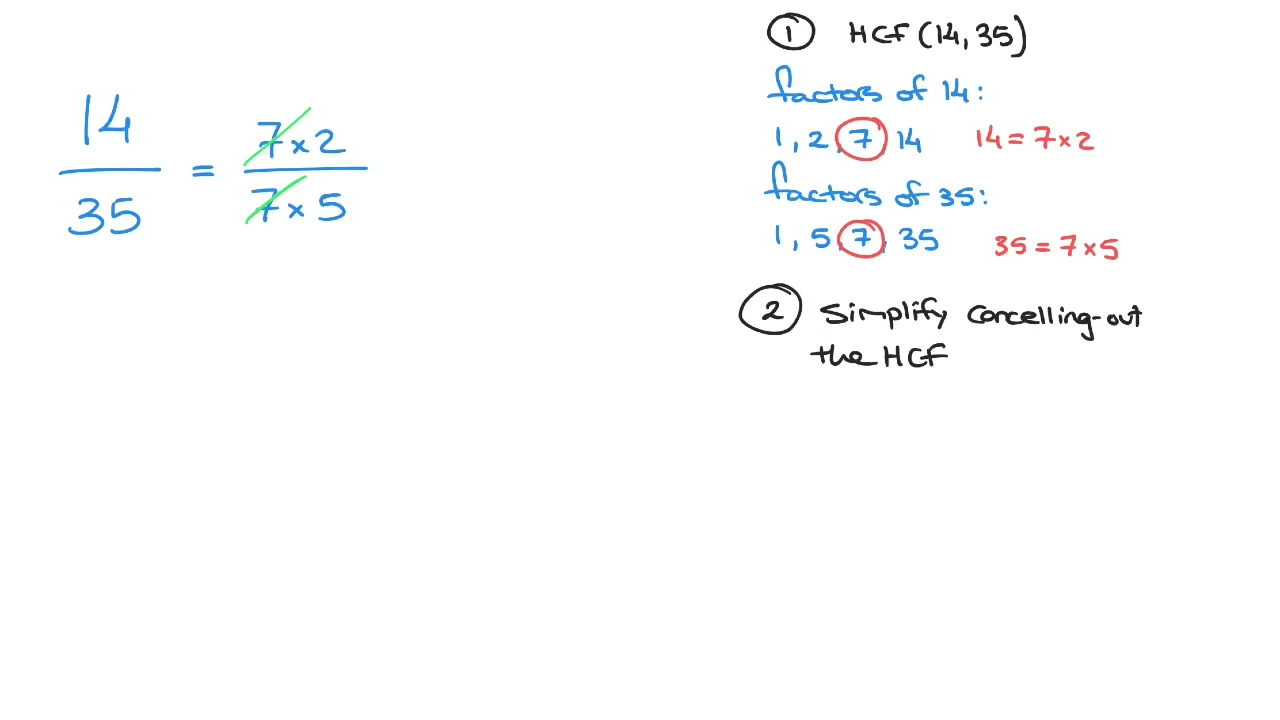 14/35 = 7×2/7×5
1 HCF (14, 35)
factors of 14:
1, 2, 7, 14 14 = 7×2
factors of 35:
1, 5, 7, 35 35 = 7×5
2 Simplify cancelling-out
the HCF